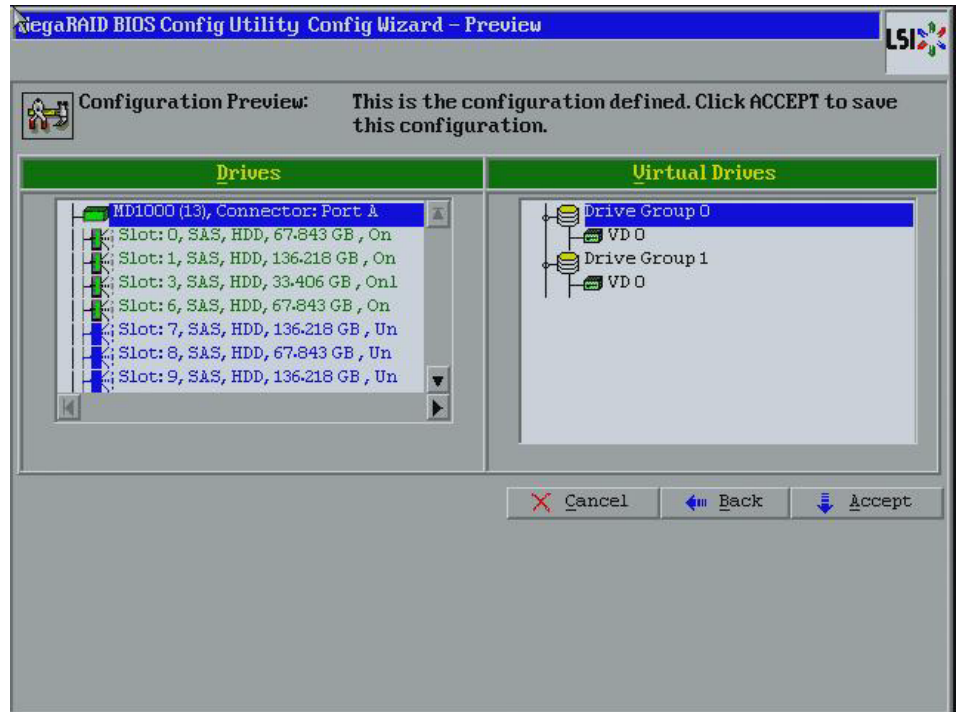 MegaRAID BIOS Config Utility Config Wizard - Preview
LSI
Configuration Preview: This is the configuration defined. Click ACCEPT to save
this configuration.
Drives
MD1000 (13), Connector: Port A
Slot: 0, SAS, HDD, 67.843 GB , On
Slot: 1, SAS, HDD, 136.218 GB , On
Slot: 3, SAS, HDD, 33.406 GB , Onl
Slot: 6, SAS, HDD, 67.843 GB , On
Slot: 7, SAS, HDD, 136.218 GB , Un
Slot: 8, SAS, HDD, 67.843 GB , Un
Slot: 9, SAS, HDD, 136.218 GB , Un
Virtual Drives
Drive Group 0
VD 0
Drive Group 1
VD 0
Cancel
Back
Accept